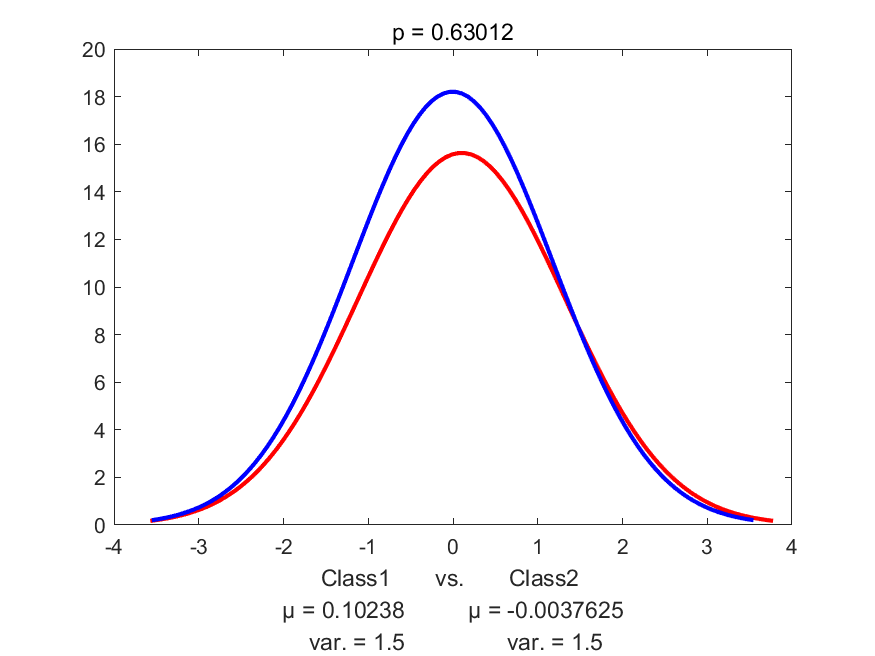 p = 0.63012
20
18
16
14
12
10
8
6
4
2
0
-4 -3 -2 -1 0 1 2 3 4
Class1 vs. Class2
μ = 0.10238 μ = -0.0037625
var. = 1.5 var. = 1.5